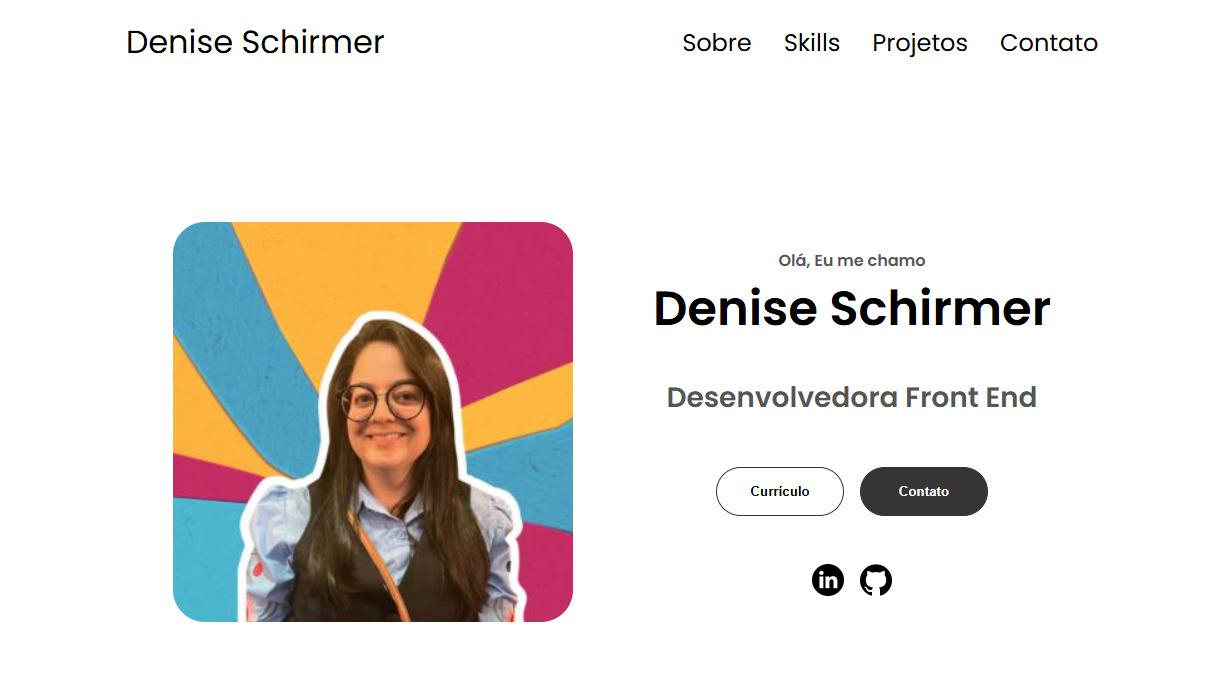 Denise Schirmer
Sobre Skills Projetos Contato
Olá, Eu me chamo
Denise Schirmer
Desenvolvedora Front End
Currículo Contato
in